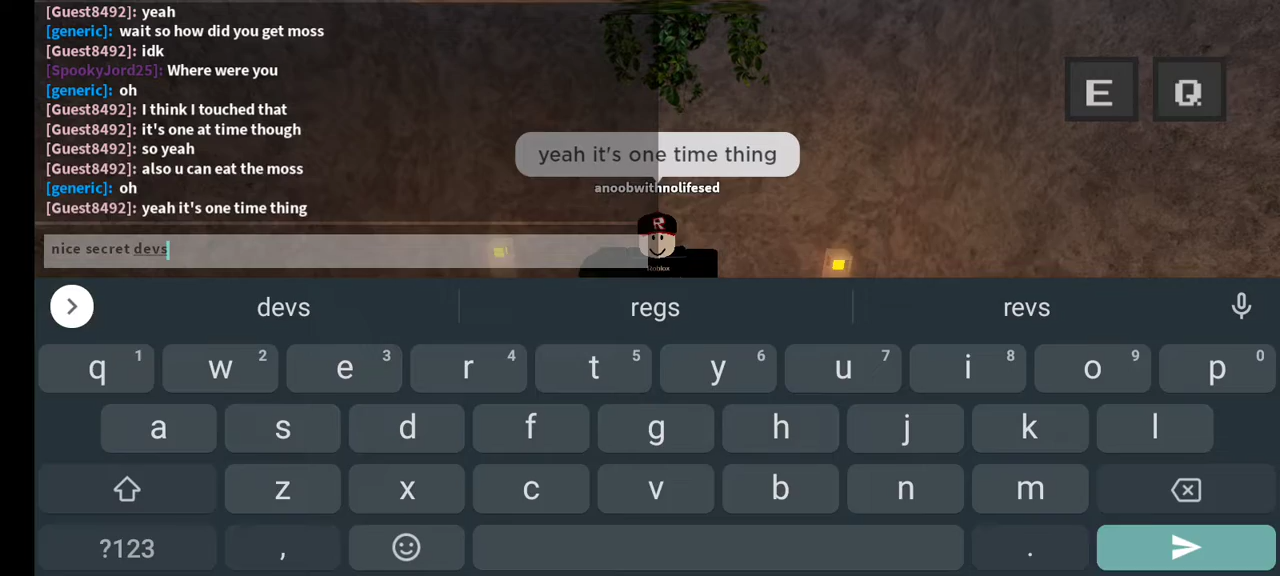 [Guest8492]: yeah
[generic]: wait so how did you get moss
[Guest8492]: idk
[SpookyJord25]: Where were you
[generic]: oh
[Guest8492]: I think I touched that
[Guest8492]: it's one at time though
[Guest8492]: so yeah
[Guest8492]: also u can eat the moss
[generic]: oh
[Guest8492]: yeah it's one time thing
nice secret devs
E Q
yeah it's one time thing
anoobwithnolifesed
R
Roblox
devs regs revs
q 1 w 2 e 3 r 4 t 5 y 6 u 7 i 8 o 9 p 0
a s d f g h j k l
z x c v b n m
?123 , .